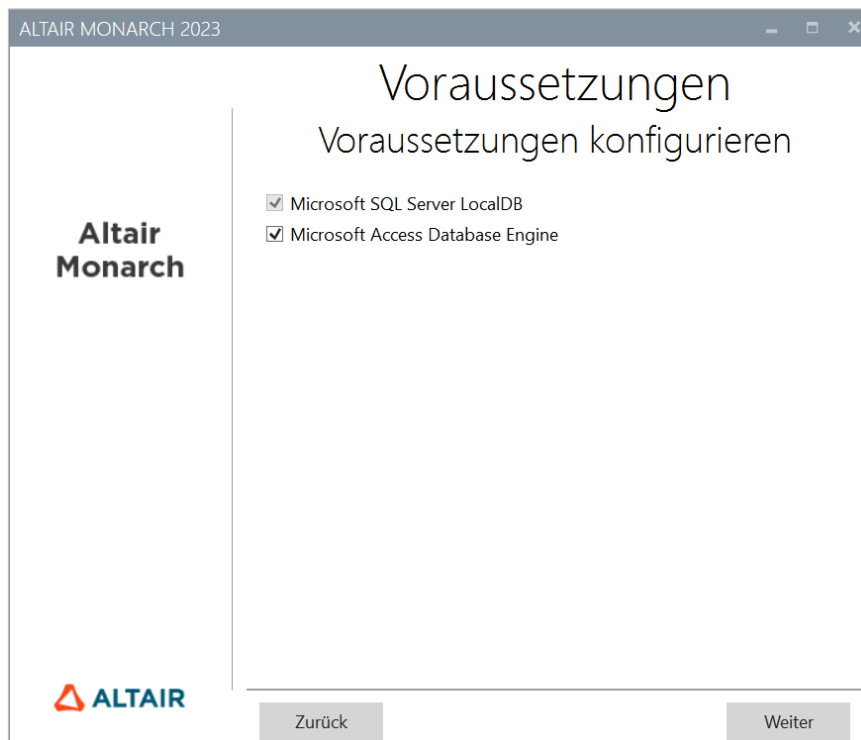 ALTAIR MONARCH 2023
Voraussetzungen
Voraussetzungen konfigurieren
Microsoft SQL Server LocalDB
Microsoft Access Database Engine
Altair
Monarch
ALTAIR
Zurück
Weiter